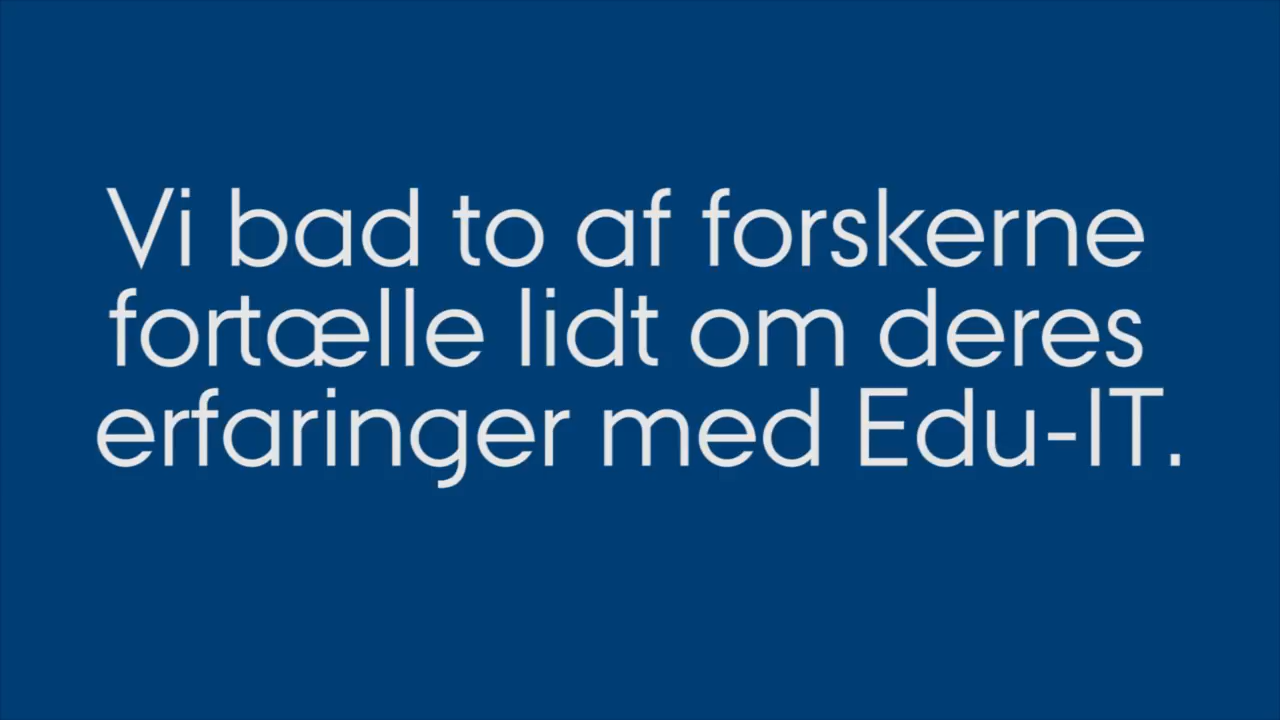 Vi bad to af forskerne
fortælle lidt om deres
erfaringer med Edu-IT.